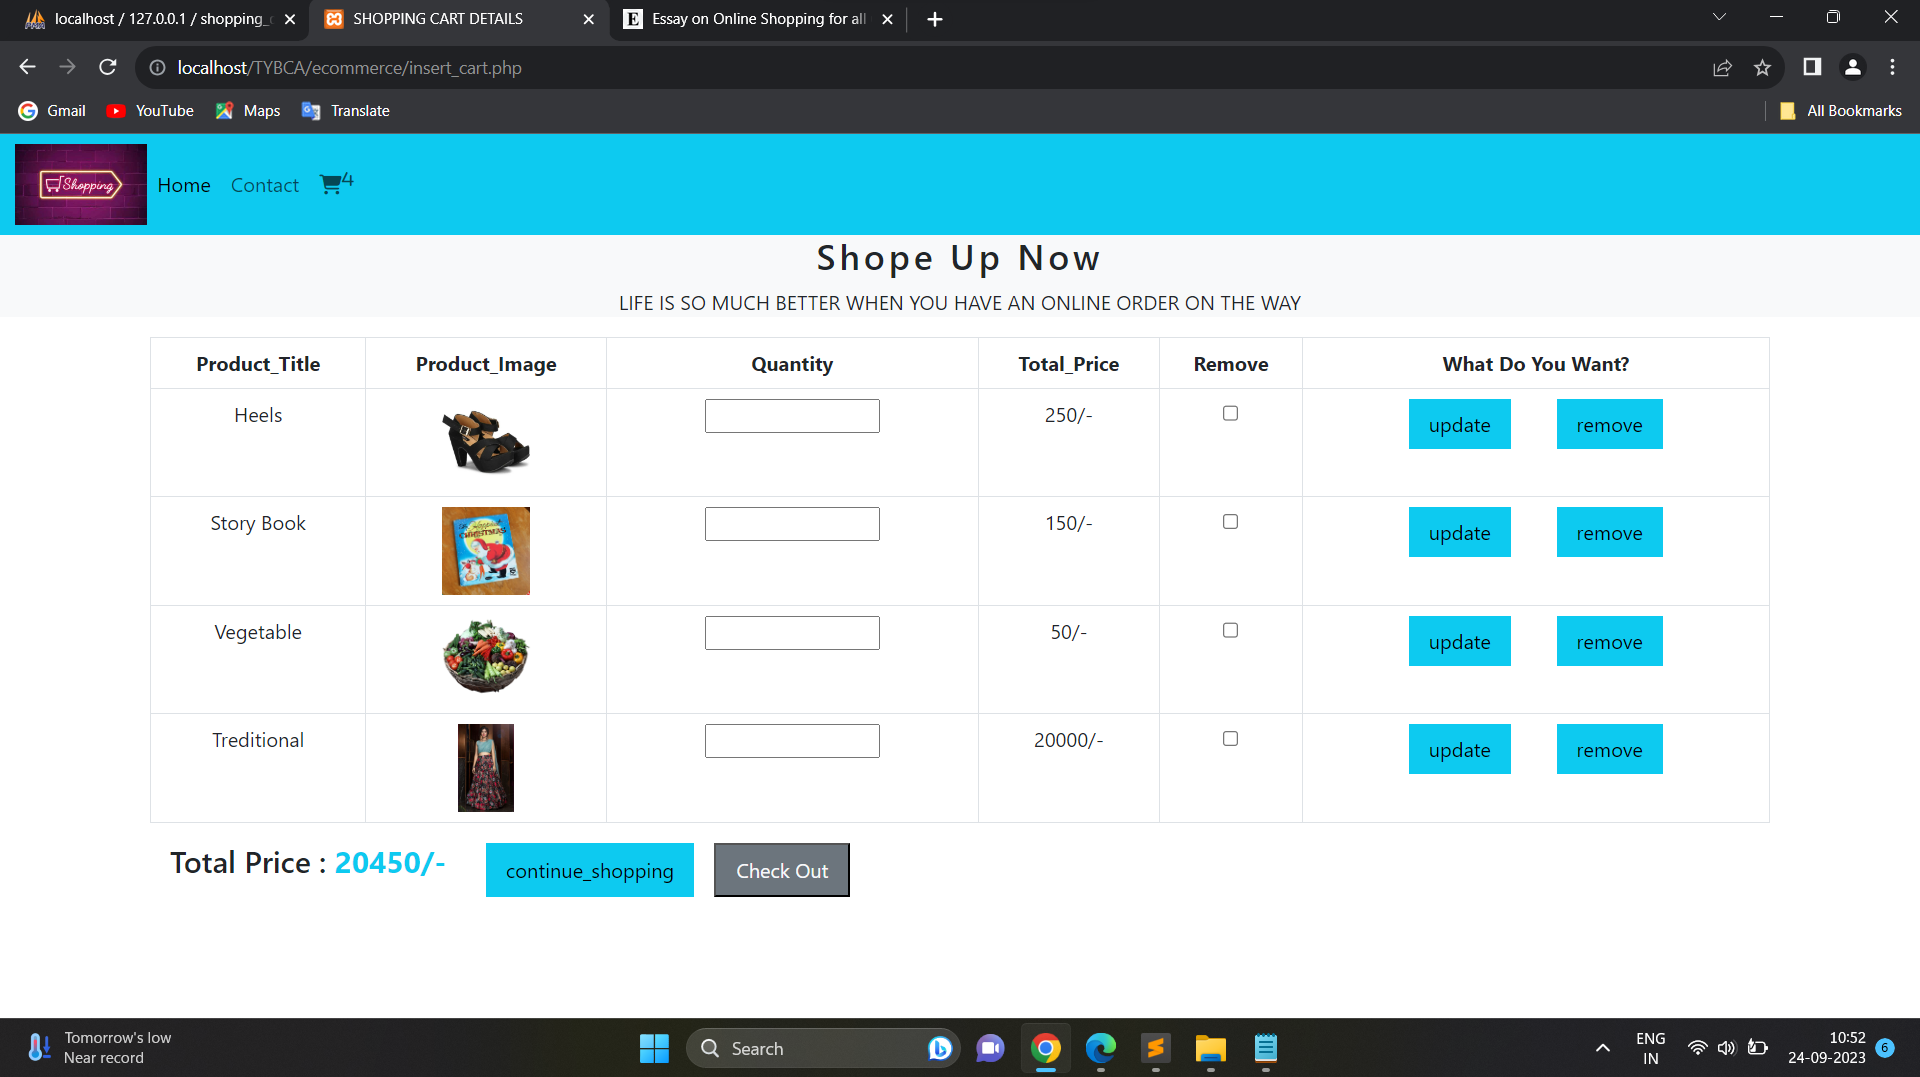 localhost / 127.0.0.1 / shopping_c
SHOPPING CART DETAILS
Essay on Online Shopping for all
localhost/TYBCA/ecommerce/insert_cart.php
Gmail
YouTube
Maps
Translate
All Bookmarks
Shopping
Home
Contact
4
Shope Up Now
LIFE IS SO MUCH BETTER WHEN YOU HAVE AN ONLINE ORDER ON THE WAY
Product_Title Product_Image Quantity Total_Price Remove What Do You Want?
Heels 250/- update remove
Story Book 150/- update remove
CHRISTMAS
Vegetable 50/- update remove
Treditional 20000/- update remove
Total Price : 20450/- continue_shopping Check Out
Tomorrow's low
Near record
Search
ENG
IN
10:52
24-09-2023
6